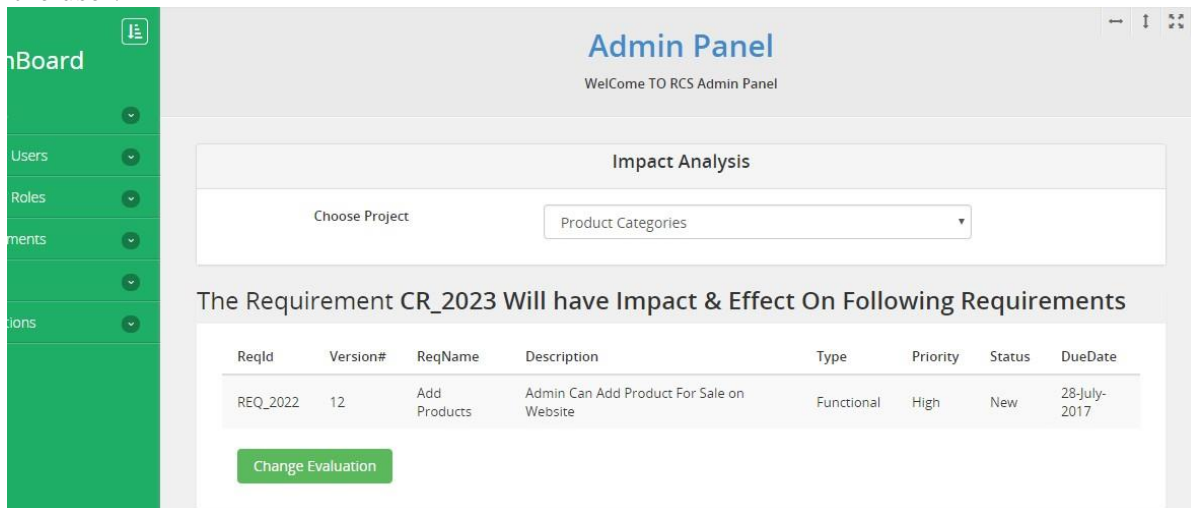 nBoard
Users
Roles
ments
tions
Admin Panel
WelCome TO RCS Admin Panel
Impact Analysis
Choose Project
Product Categories
The Requirement CR_2023 Will have Impact & Effect On Following Requirements
ReqId Version# ReqName Description Type Priority Status DueDate
REQ_2022 12 Add Products Admin Can Add Product For Sale on Website Functional High New 28-July-2017
Change Evaluation